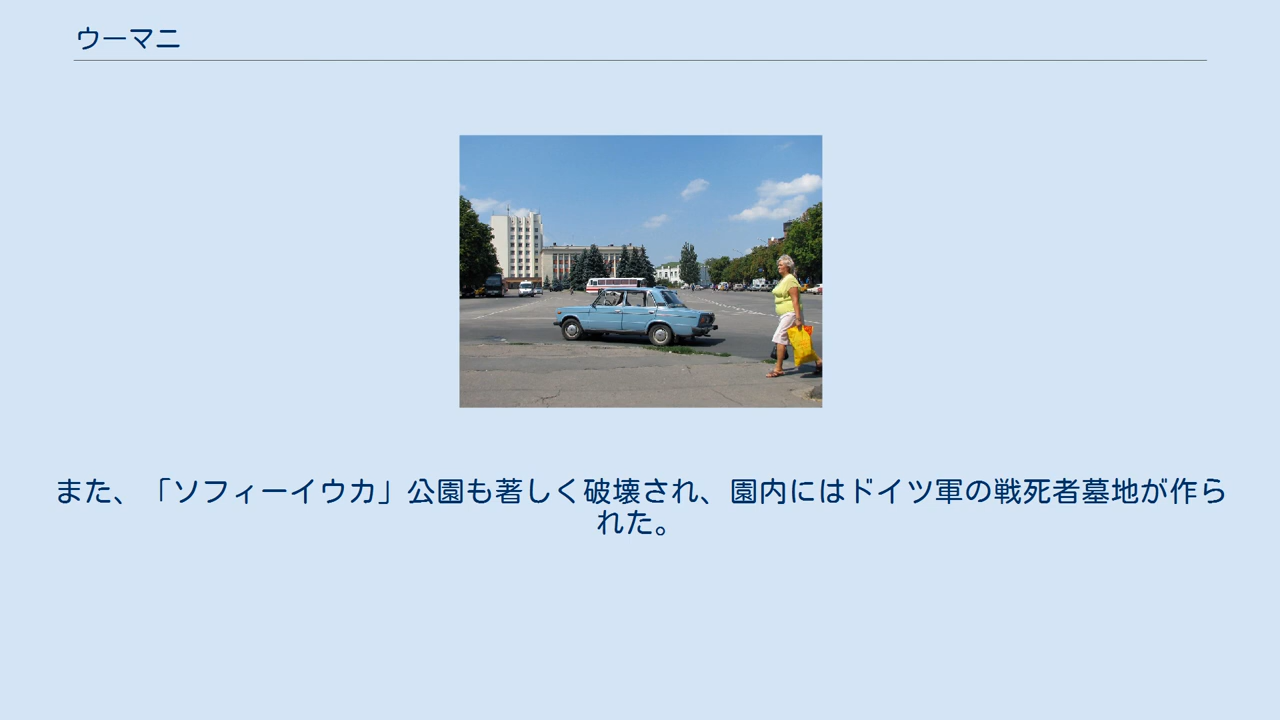 ウーマニ
また、「ソフィーイウカ」公園も著しく破壊され、園内にはドイツ軍の戦死者墓地が作ら
れた。